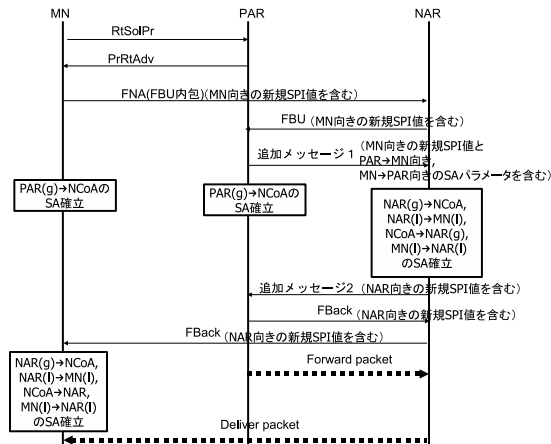 MN PAR NAR
RtSolPr
PrRtAdv
FNA(FBU内包)(MN向きの新規SPI値を含む)
FBU (MN向きの新規SPI値を含む)
追加メッセージ 1 (MN向きの新規SPI値と
PAR→MN向き,
MN→PAR向きのSAパラメータを含む)
PAR(g)→NCoAの
SA確立
PAR(g)→NCoAの
SA確立
NAR(g)→NCoA,
NAR(l)→MN(l),
NCoA→NAR(g),
MN(l)→NAR(l)
のSA確立
追加メッセージ2 (NAR向きの新規SPI値を含む)
FBack (NAR向きの新規SPI値を含む)
FBack (NAR向きの新規SPI値を含む)
NAR(g)→NCoA,
NAR(l)→MN(l),
NCoA→NAR,
MN(l)→NAR(l)
のSA確立
Forward packet
Deliver packet